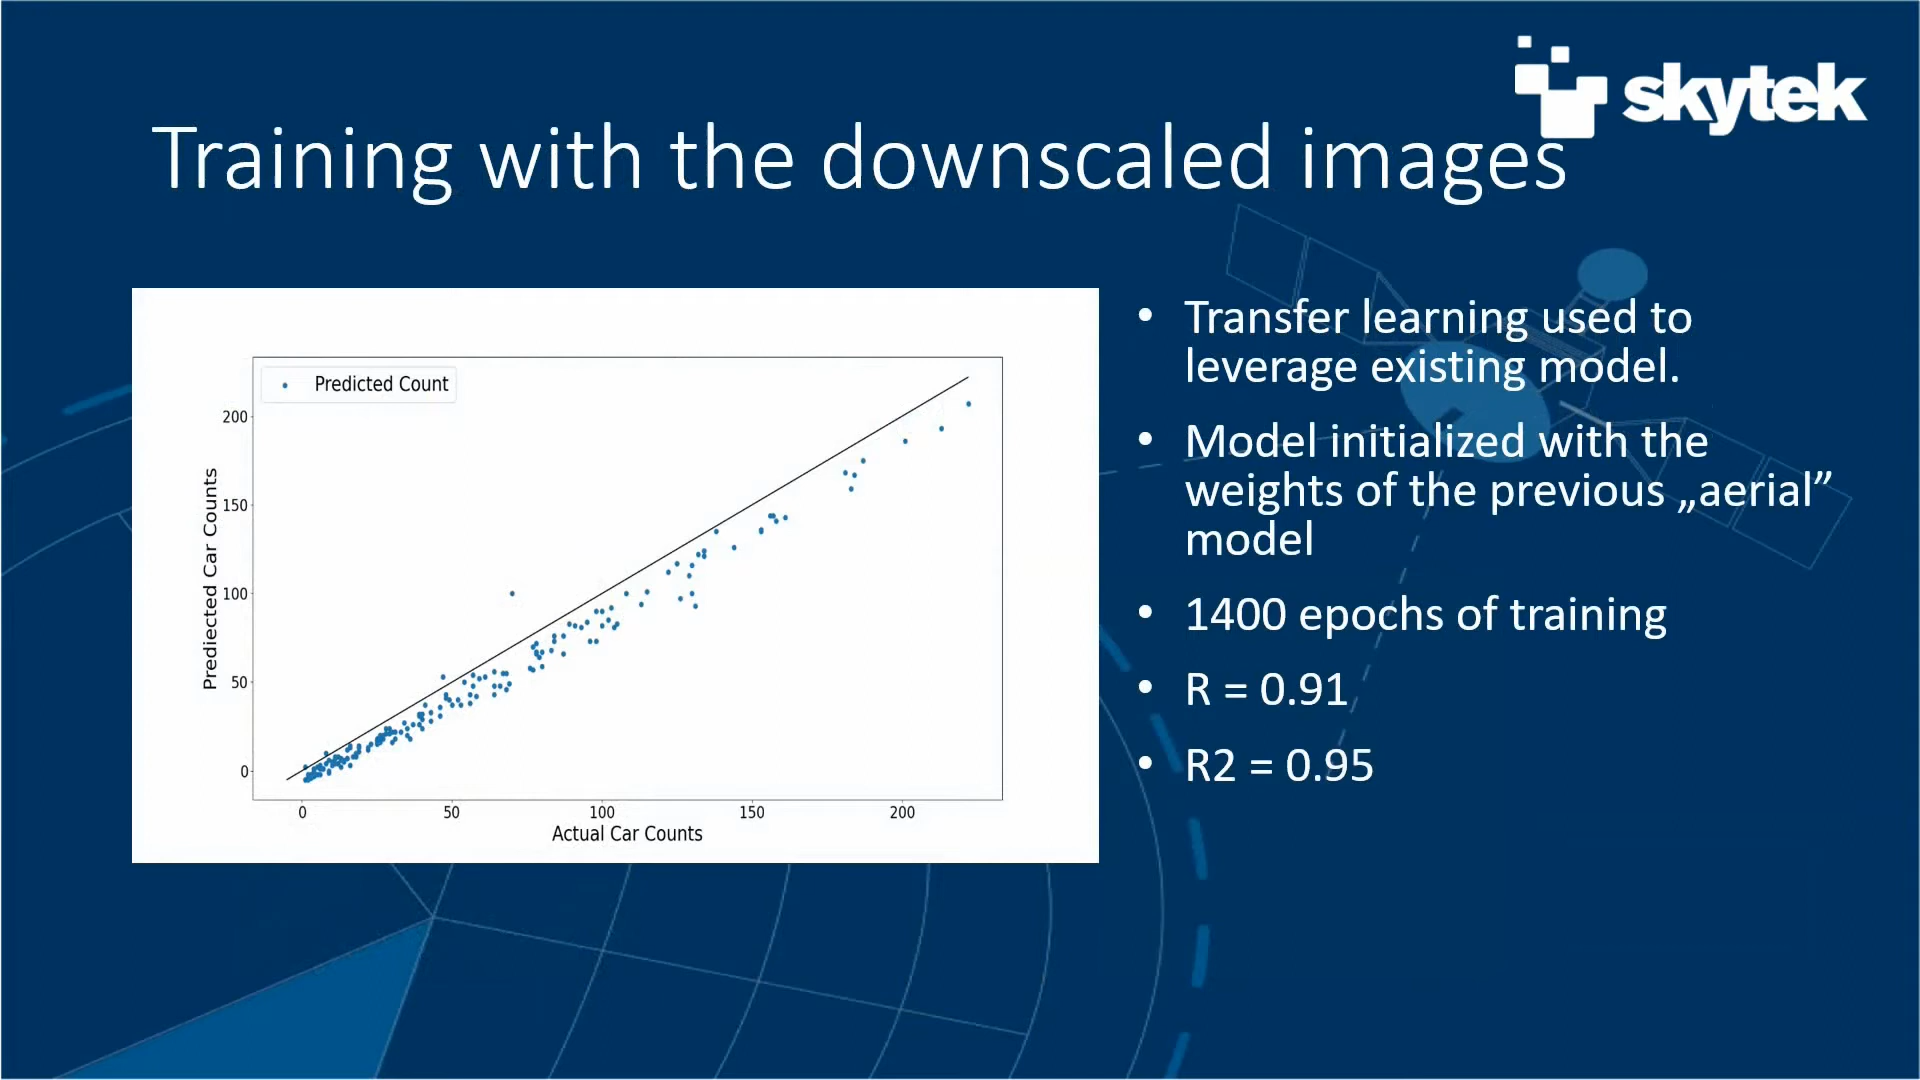 skytek
Training with the downscaled images
Predicted Count
200
150
100
50
0
Prediected Car Counts
0 50 100 150 200
Actual Car Counts
• Transfer learning used to
leverage existing model.
• Model initialized with the
weights of the previous „aerial”
model
• 1400 epochs of training
• R = 0.91
• R2 = 0.95